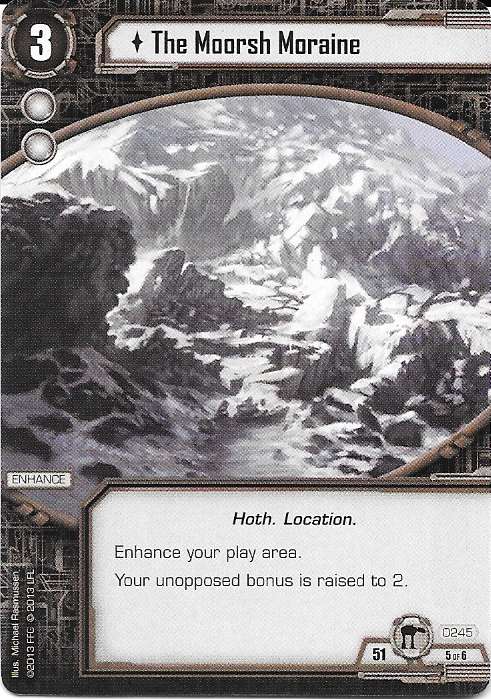 3
The Moorsh Moraine
ENHANCE
Hoth. Location.
Enhance your play area.
Your unopposed bonus is raised to 2.
Illus. Michael Rasmussen
©2013 FFG © 2013 LFL
0245
51
5 OF 6